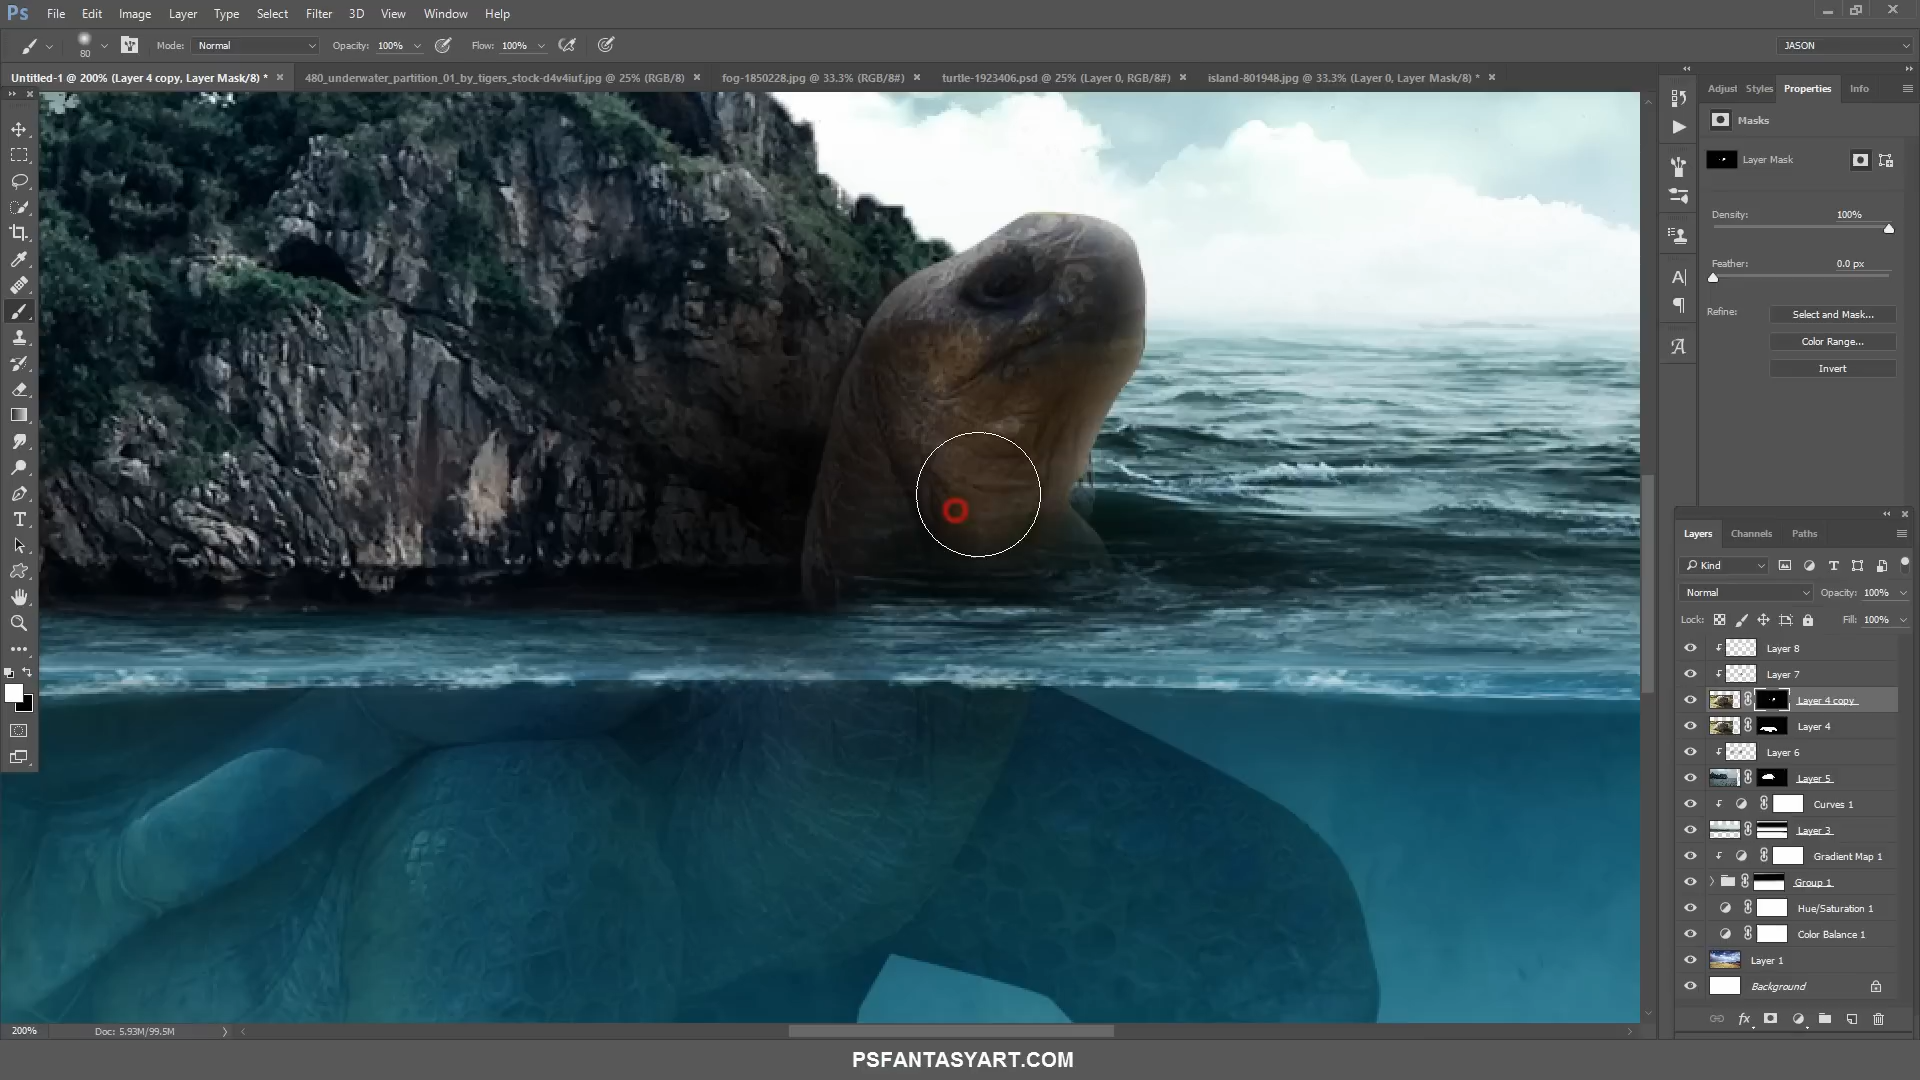 Ps File Edit Image Layer Type Select Filter 3D View Window Help
80 Mode: Normal Opacity: 100% Flow: 100% JASON
Untitled-1 @ 200% (Layer 4 copy, Layer Mask/8) * × 480_underwater_partition_01_by_tigers_stock-d4v4iuf.jpg @ 25% (RGB/8) × fog-1850228.jpg @ 33.3% (RGB/8#) × turtle-1923406.psd @ 25% (Layer 0, RGB/8#) × island-801948.jpg @ 33.3% (Layer 0, Layer Mask/8) * ×
Adjust Styles Properties Info
Masks
Layer Mask
Density: 100%
Feather: 0.0 px
Refine: Select and Mask...
Color Range...
Invert
Layers Channels Paths
Kind
Normal Opacity: 100%
Lock: Fill: 100%
Layer 8
Layer 7
Layer 4 copy
Layer 4
Layer 6
Layer 5
Curves 1
Layer 3
Gradient Map 1
Group 1
Hue/Saturation 1
Color Balance 1
Layer 1
Background
200% Doc: 5.93M/99.5M
PSFANTASYART.COM